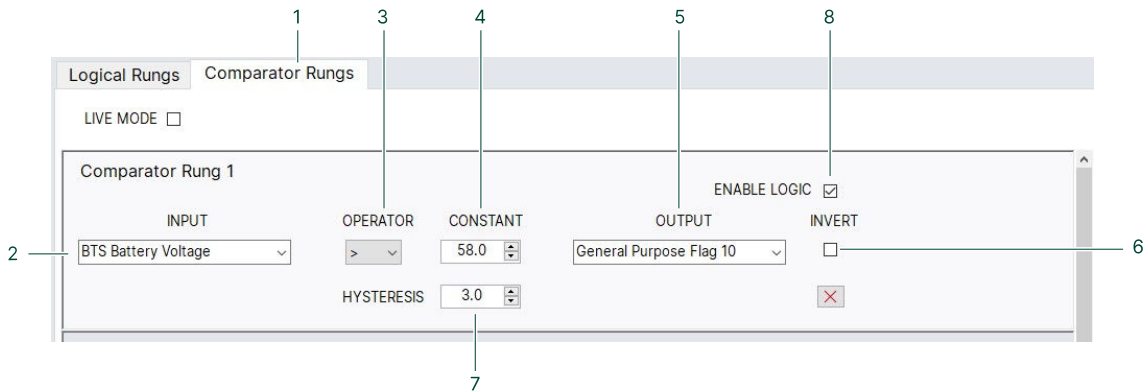 1 3 4 5 8
Logical Rungs Comparator Rungs
LIVE MODE
Comparator Rung 1
ENABLE LOGIC
INPUT OPERATOR CONSTANT OUTPUT INVERT
2 BTS Battery Voltage > 58.0 General Purpose Flag 10 6
HYSTERESIS 3.0
7